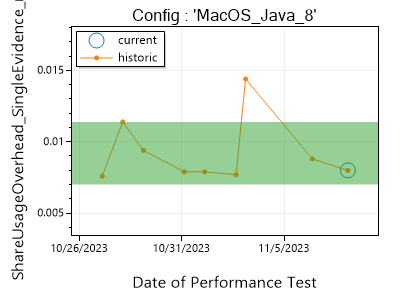 Config : 'MacOS_Java_8'
current
historic
0.015
0.01
0.005
10/26/2023
10/31/2023
11/5/2023
Date of Performance Test
ShareUsageOverhead_SingleEvidence_